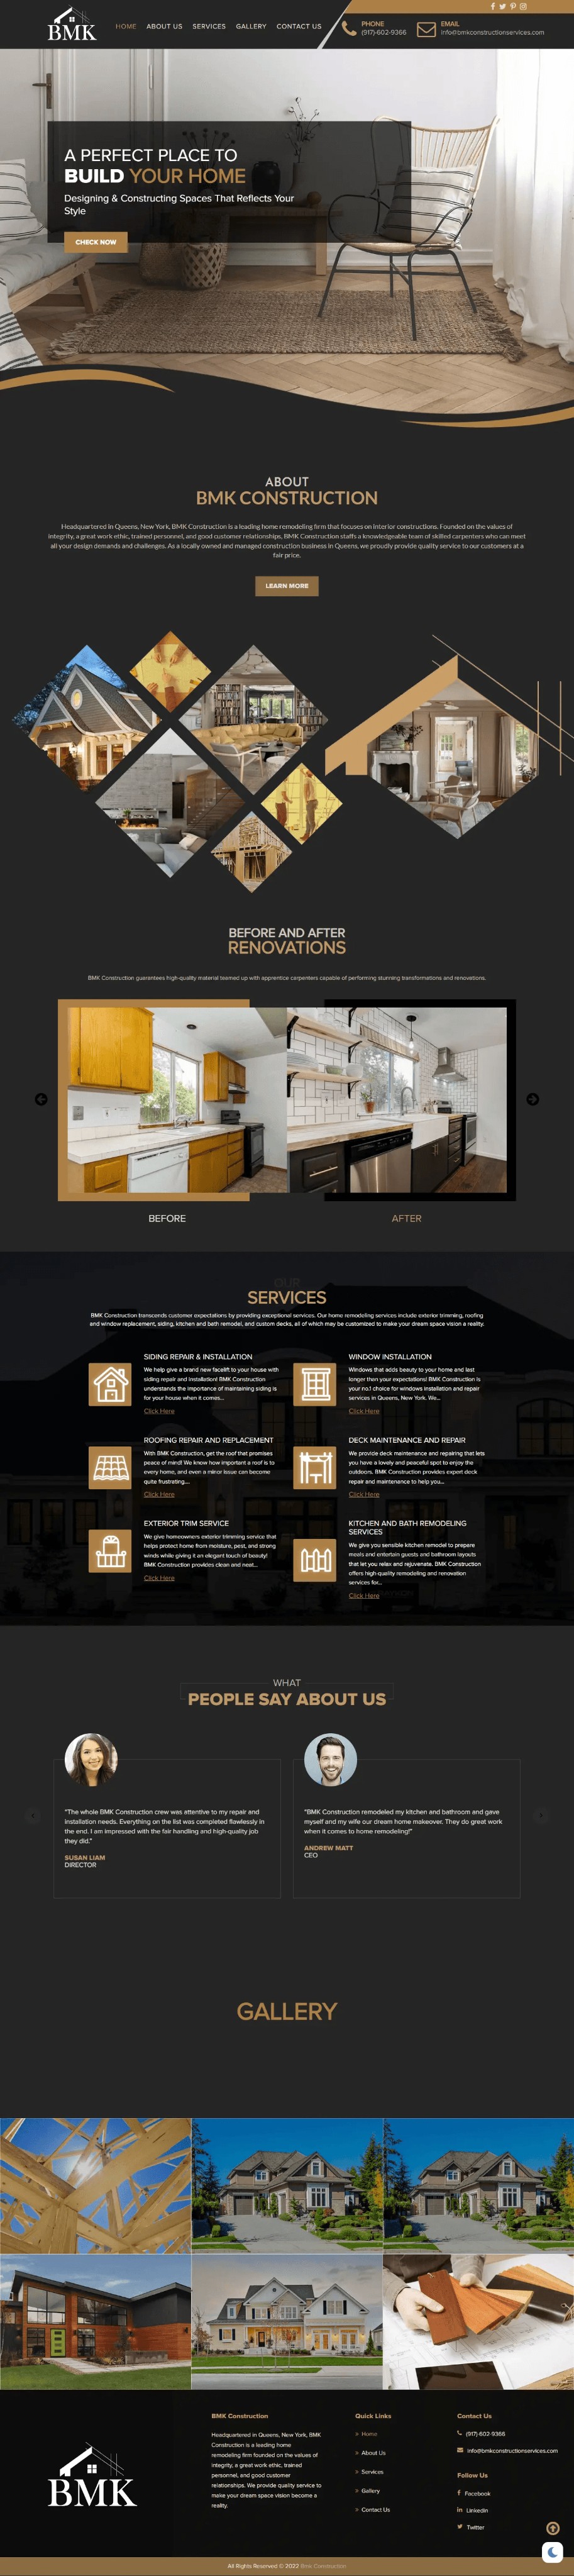 BMK
HOME
ABOUT US
SERVICES
GALLERY
CONTACT US
PHONE
(917)-602-9366
EMAIL
info@bmkconstructionservices.com
A PERFECT PLACE TO
BUILD YOUR HOME
Designing & Constructing Spaces That Reflects Your
Style
CHECK NOW
ABOUT
BMK CONSTRUCTION
Headquartered in Queens, New York, BMK Construction is a leading home remodeling firm that focuses on interior constructions. Founded on the values of
integrity, a great work ethic, trained personnel, and good customer relationships, BMK Construction staffs a knowledgeable team of skilled carpenters who can meet
all your design demands and challenges. As a locally owned and managed construction business in Queens, we proudly provide quality service to our customers at a
fair price.
LEARN MORE
BEFORE AND AFTER
RENOVATIONS
BMK Construction guarantees high-quality material teamed up with apprentice carpenters capable of performing stunning transformations and renovations.
BEFORE
AFTER
OUR
SERVICES
BMK Construction transcends customer expectations by providing exceptional services. Our home remodeling services include exterior trimming, roofing
and window replacement, siding, kitchen and bath remodel, and custom decks, all of which may be customized to make your dream space vision a reality.
SIDING REPAIR & INSTALLATION
We help give a brand new facelift to your house with
siding repair and installation! BMK Construction
understands the importance of maintaining siding is
for your house when it comes...
Click Here
WINDOW INSTALLATION
Windows that adds beauty to your home and last
longer then your expectations! BMK Construction is
your no.1 choice for windows installation and repair
services in Queens, New York. We...
Click Here
ROOFING REPAIR AND REPLACEMENT
With BMK Construction, get the roof that promises
peace of mind! We know how important a roof is to
every home, and even a minor issue can become
quite frustrating....
Click Here
DECK MAINTENANCE AND REPAIR
We provide deck maintenance and repairing that lets
you have a lovely and peaceful spot to enjoy the
outdoors. BMK Construction provides expert deck
repair and maintenance to help you...
Click Here
EXTERIOR TRIM SERVICE
We give homeowners exterior trimming service that
helps protect home from moisture, pest, and strong
winds while giving it an elegant touch of beauty!
BMK Construction provides clean and neat...
Click Here
KITCHEN AND BATH REMODELING
SERVICES
We give you sensible kitchen remodel to prepare
meals and entertain guests and bathroom layouts
that let you relax and rejuvenate. BMK Construction
offers high-quality remodeling and renovation
services for...
Click Here
WHAT
PEOPLE SAY ABOUT US
"The whole BMK Construction crew was attentive to my repair and
installation needs. Everything on the list was completed flawlessly in
the end. I am impressed with the fair handling and high-quality job
they did."
SUSAN LIAM
DIRECTOR
"BMK Construction remodeled my kitchen and bathroom and gave
myself and my wife our dream home makeover. They do great work
when it comes to home remodeling!"
ANDREW MATT
CEO
GALLERY
BMK
BMK Construction
Headquartered in Queens, New York, BMK
Construction is a leading home
remodeling firm founded on the values of
integrity, a great work ethic, trained
personnel, and good customer
relationships. We provide quality service to
make your dream space vision become a
reality.
Quick Links
Home
About Us
Services
Gallery
Contact Us
Contact Us
(917) 602-9366
info@bmkconstructionservices.com
Follow Us
Facebook
Linkedin
Twitter
All Rights Reserved © 2022 Bmk Construction